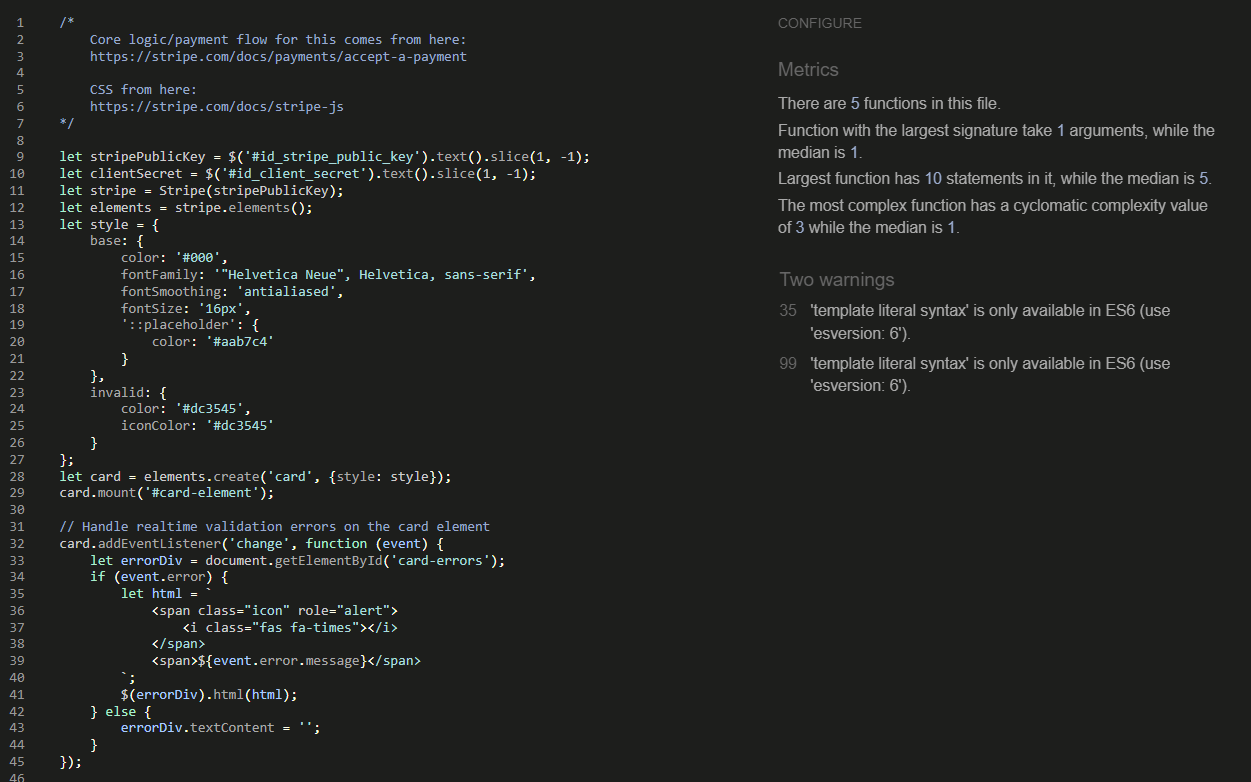 1 /*
2     Core logic/payment flow for this comes from here:
3     https://stripe.com/docs/payments/accept-a-payment
4
5     CSS from here:
6     https://stripe.com/docs/stripe-js
7 */
8
9 let stripePublicKey = $('#id_stripe_public_key').text().slice(1, -1);
10 let clientSecret = $('#id_client_secret').text().slice(1, -1);
11 let stripe = Stripe(stripePublicKey);
12 let elements = stripe.elements();
13 let style = {
14     base: {
15         color: '#000',
16         fontFamily: '"Helvetica Neue", Helvetica, sans-serif',
17         fontSmoothing: 'antialiased',
18         fontSize: '16px',
19         '::placeholder': {
20             color: '#aab7c4'
21         }
22     },
23     invalid: {
24         color: '#dc3545',
25         iconColor: '#dc3545'
26     }
27 };
28 let card = elements.create('card', {style: style});
29 card.mount('#card-element');
30
31 // Handle realtime validation errors on the card element
32 card.addEventListener('change', function (event) {
33     let errorDiv = document.getElementById('card-errors');
34     if (event.error) {
35         let html = `
36             <span class="icon" role="alert">
37                 <i class="fas fa-times"></i>
38             </span>
39             <span>${event.error.message}</span>
40         `;
41         $(errorDiv).html(html);
42     } else {
43         errorDiv.textContent = '';
44     }
45 });
46
CONFIGURE
Metrics
There are 5 functions in this file.
Function with the largest signature take 1 arguments, while the
median is 1.
Largest function has 10 statements in it, while the median is 5.
The most complex function has a cyclomatic complexity value
of 3 while the median is 1.
Two warnings
35 'template literal syntax' is only available in ES6 (use
'esversion: 6').
99 'template literal syntax' is only available in ES6 (use
'esversion: 6').